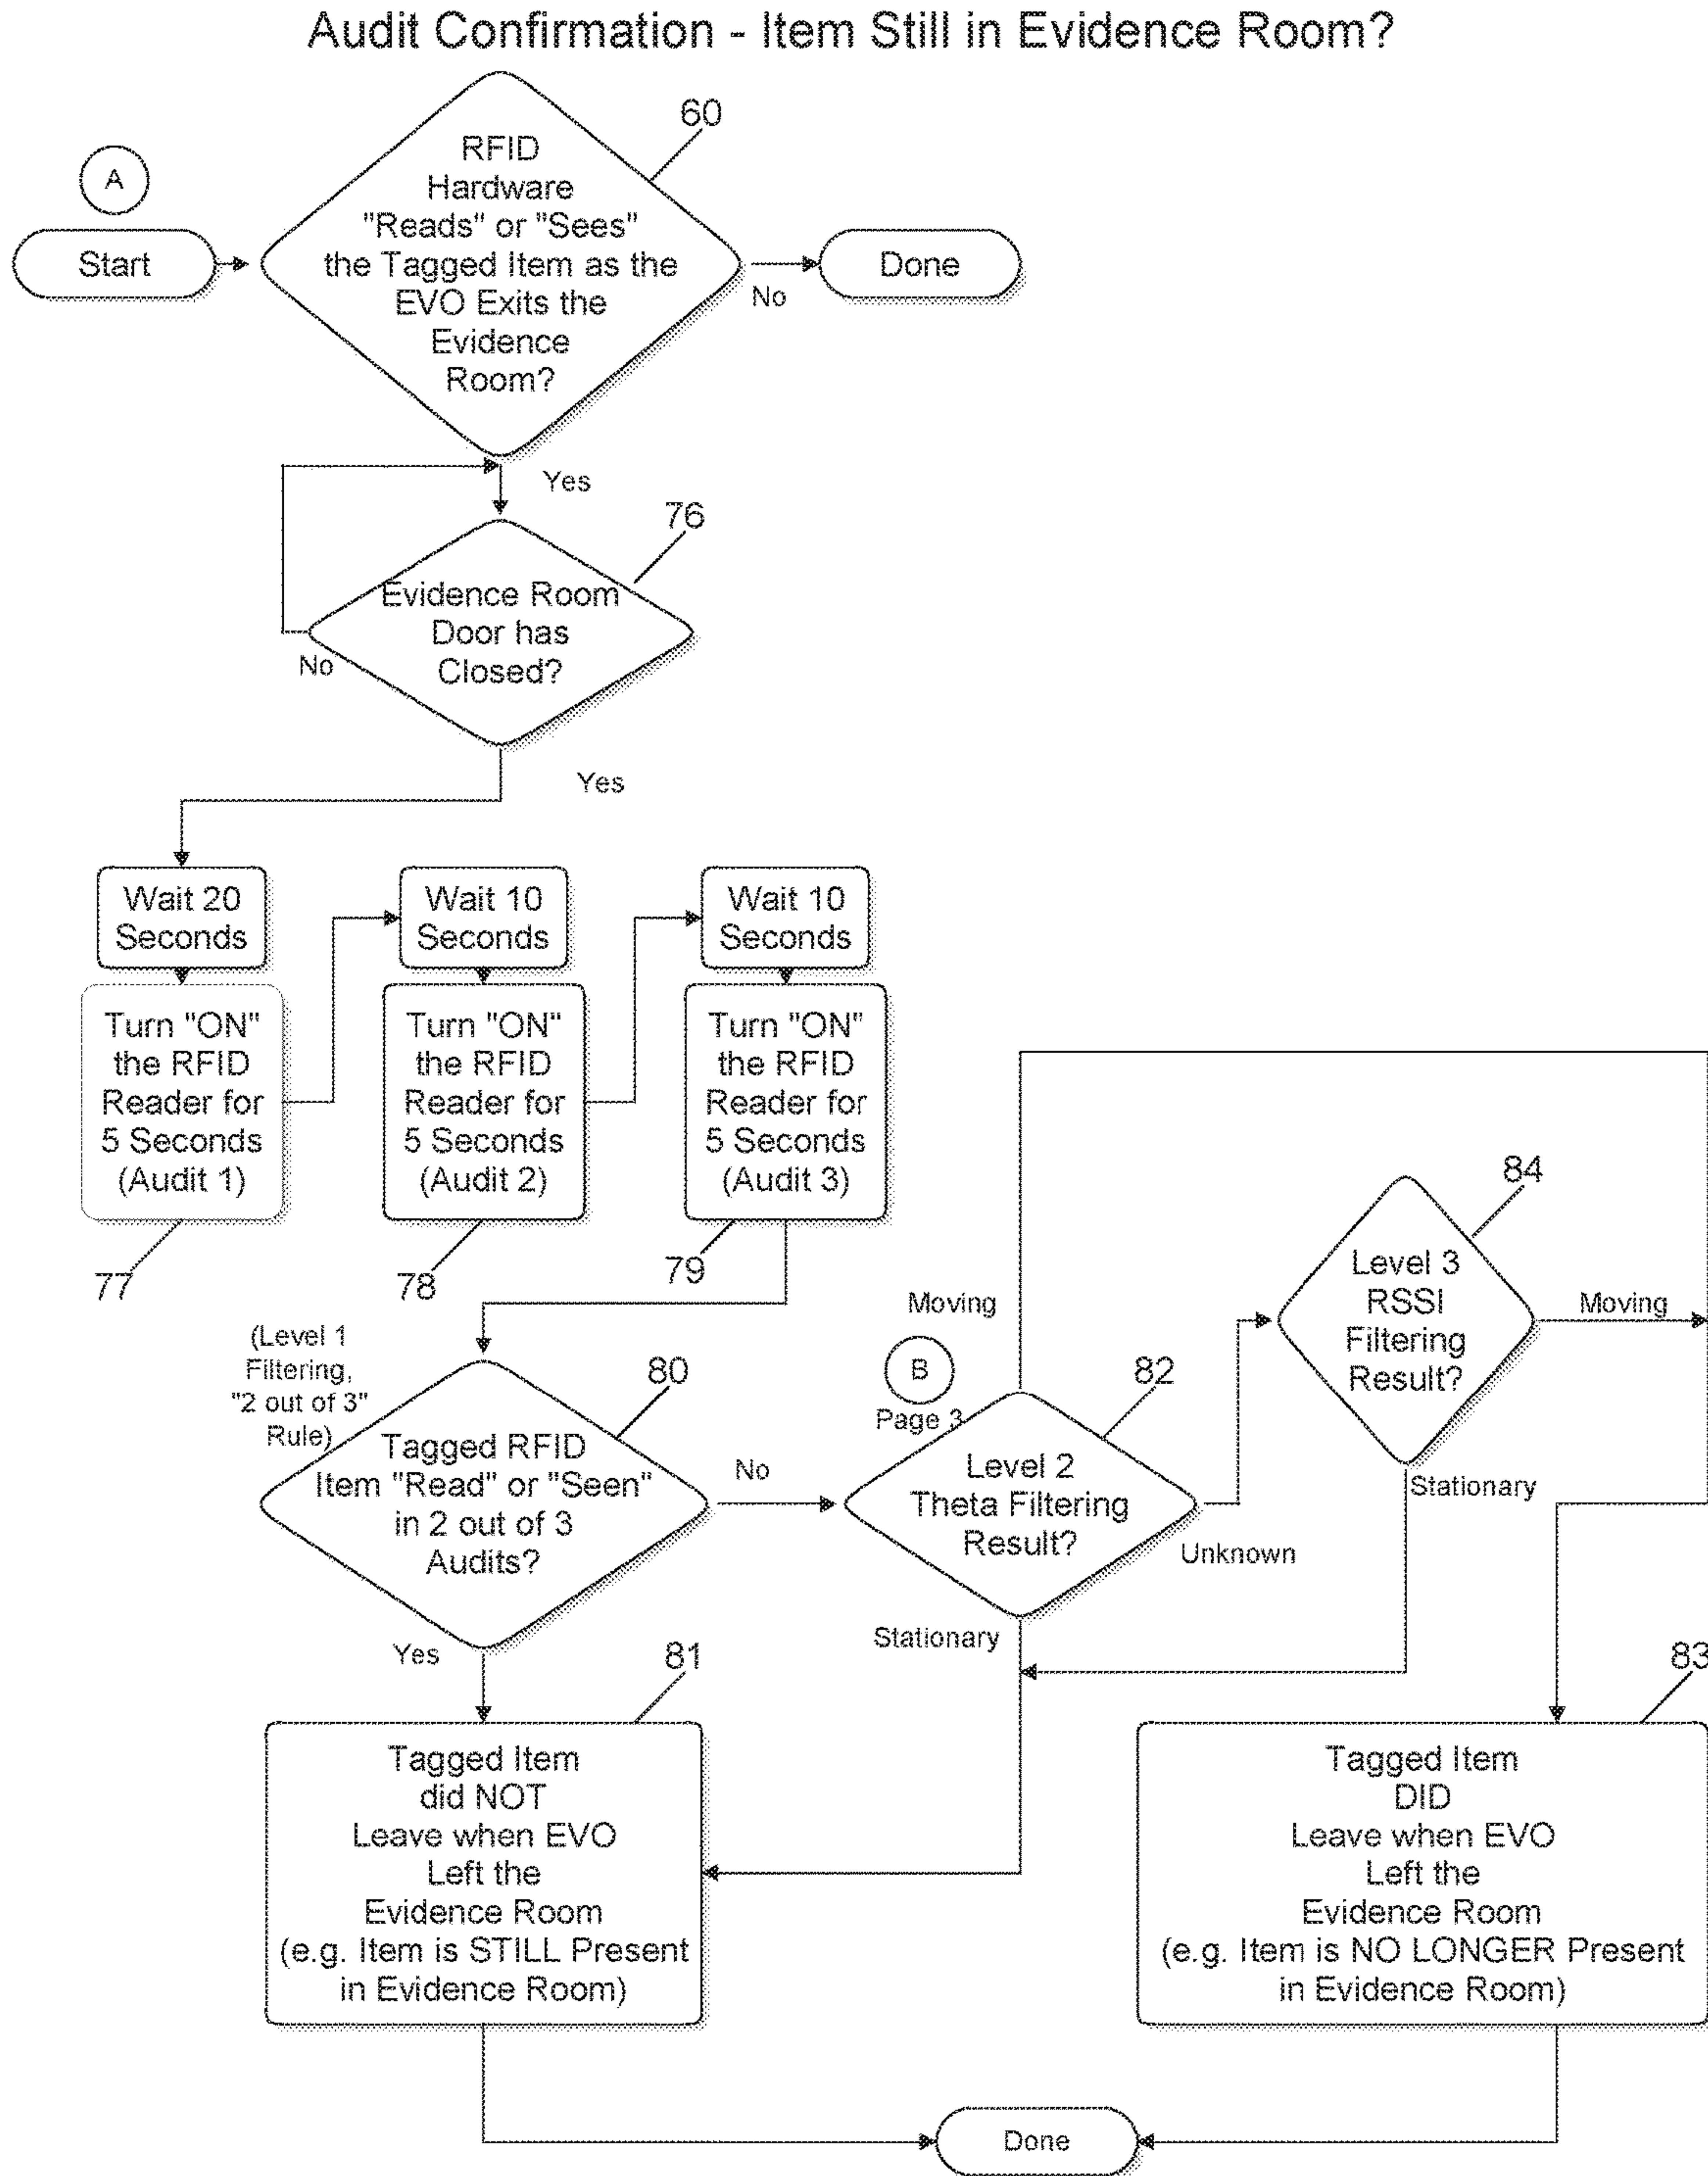 Audit Confirmation - Item Still in Evidence Room?
60
A
RFID
Hardware
"Reads" or "Sees"
the Tagged Item as the
EVO Exits the
Evidence
Room?
Start
Done
No
Yes
76
Evidence Room
Door has
Closed?
No
Yes
Wait 20
Seconds
Wait 10
Seconds
Wait 10
Seconds
Turn "ON"
the RFID
Reader for
5 Seconds
(Audit 1)
Turn "ON"
the RFID
Reader for
5 Seconds
(Audit 2)
Turn "ON"
the RFID
Reader for
5 Seconds
(Audit 3)
77
78
79
84
Level 3
RSSI
Filtering
Result?
Moving
Stationary
Moving
(Level 1
Filtering,
"2 out of 3"
Rule)
80
Tagged RFID
Item "Read" or "Seen"
in 2 out of 3
Audits?
No
Yes
B
Page 3
82
Level 2
Theta Filtering
Result?
Unknown
Stationary
81
Tagged Item
did NOT
Leave when EVO
Left the
Evidence Room
(e.g. Item is STILL Present
in Evidence Room)
83
Tagged Item
DID
Leave when EVO
Left the
Evidence Room
(e.g. Item is NO LONGER Present
in Evidence Room)
Done